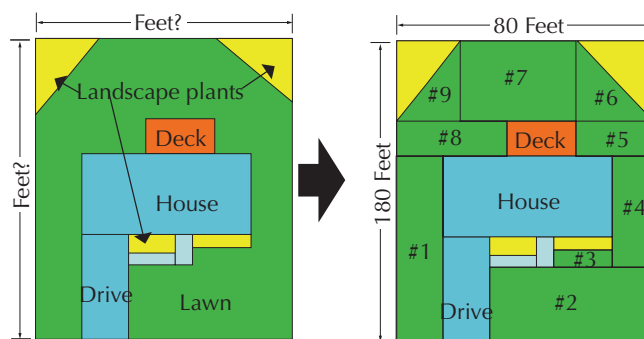 Feet?
Feet?
Landscape plants
Deck
House
Drive
Lawn
80 Feet
180 Feet
#9
#7
#6
#8
Deck
#5
House
#4
#1
#3
Drive
#2